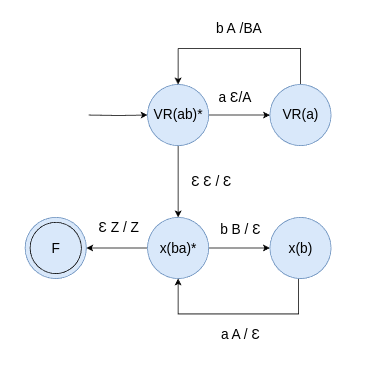 b A /BA
VR(ab)*
a Ɛ/A
VR(a)
Ɛ Ɛ / Ɛ
Ɛ Z / Z
F
x(ba)*
b B / Ɛ
x(b)
a A / Ɛ